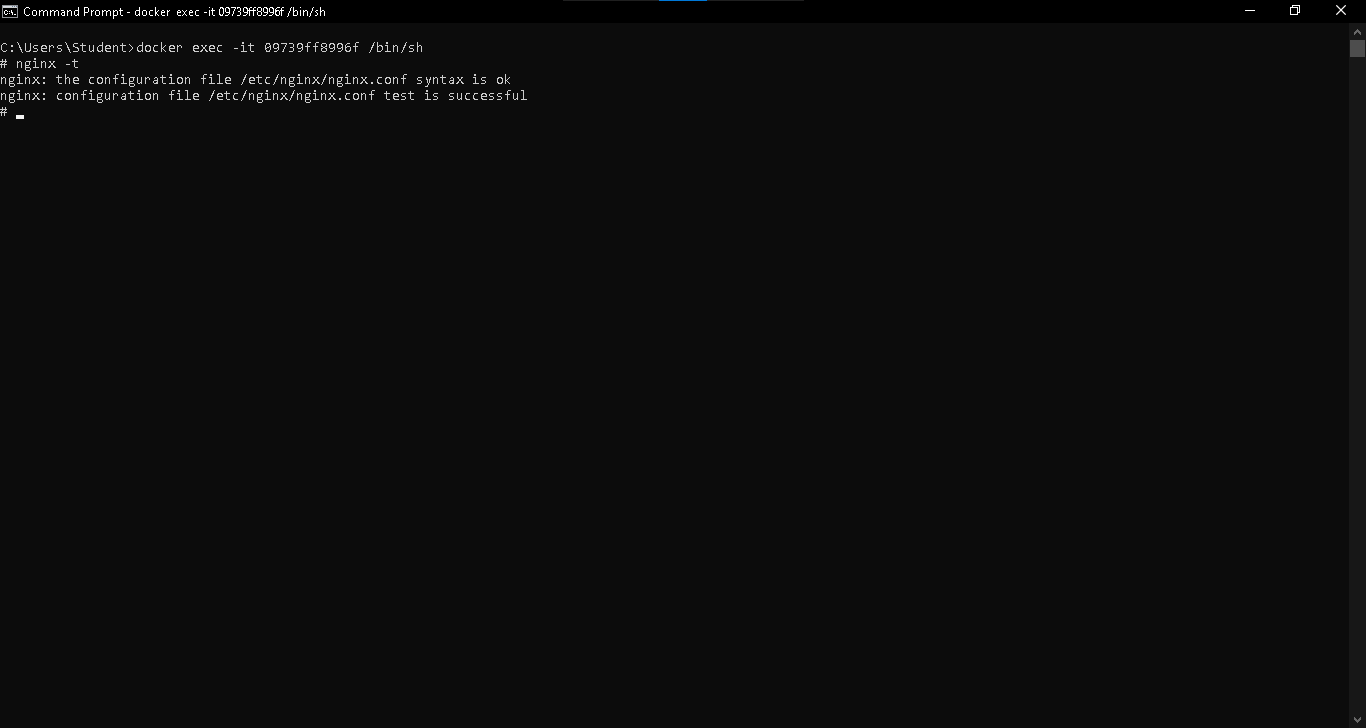 Command Prompt - docker exec -it 09739ff8996f /bin/sh
C:\Users\Student>docker exec -it 09739ff8996f /bin/sh
# nginx -t
nginx: the configuration file /etc/nginx/nginx.conf syntax is ok
nginx: configuration file /etc/nginx/nginx.conf test is successful
#